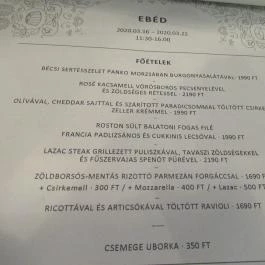 EBÉD
2020.03.16 – 2020.03.22
11:30-16:00
FŐÉTELEK
BÉCSI SERTÉSSZELET PANKO MORZSÁBAN BURGONYASALÁTÁVAL · 1990 FT
ROSÉ KACSAMELL VÖRÖSBOROS PECSENYELÉVEL
ÉS ZÖLDSÉGES RÉTESSEL · 2190 FT
OLÍVÁVAL, CHEDDAR SAJTTAL ÉS SZÁRÍTOTT PARADICSOMMAL TÖLTÖTT CSIRKE
ZELLER KRÉMMEL · 1990 FT
ROSTON SÜLT BALATONI FOGAS FILÉ
FRANCIA PADLIZSÁNOS ÉS CUKKINIS LECSÓVAL · 1990 FT
LAZAC STEAK GRILLEZETT PULISZKÁVAL, TAVASZI ZÖLDSÉGEKKEL
ÉS FŰSZERVAJAS SPENÓT PÜRÉVEL · 2190 FT
ZÖLDBORSÓS-MENTÁS RIZOTTÓ PARMEZÁN FORGÁCCSAL · 1690 F
+ Csirkemell · 300 FT / + Mozzarella · 400 FT / + Lazac · 500 F
RICOTTÁVAL ÉS ARTICSÓKÁVAL TÖLTÖTT RAVIOLI · 1690 FT
CSEMEGE UBORKA · 350 FT